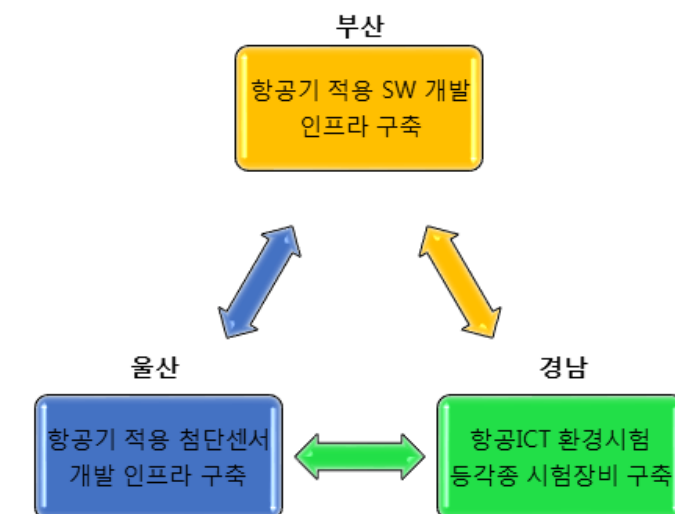 부산
항공기 적용 SW 개발
인프라 구축
울산
경남
항공기 적용 첨단센서
개발 인프라 구축
항공ICT 환경시험
등각종 시험장비 구축